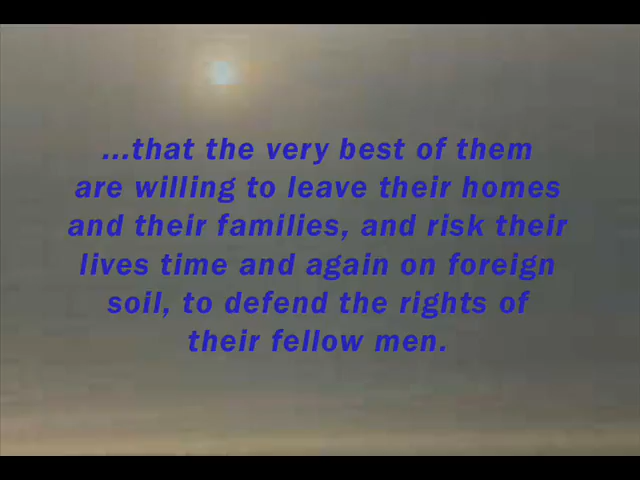 ...that the very best of them
are willing to leave their homes
and their families, and risk their
lives time and again on foreign
soil, to defend the rights of
their fellow men.